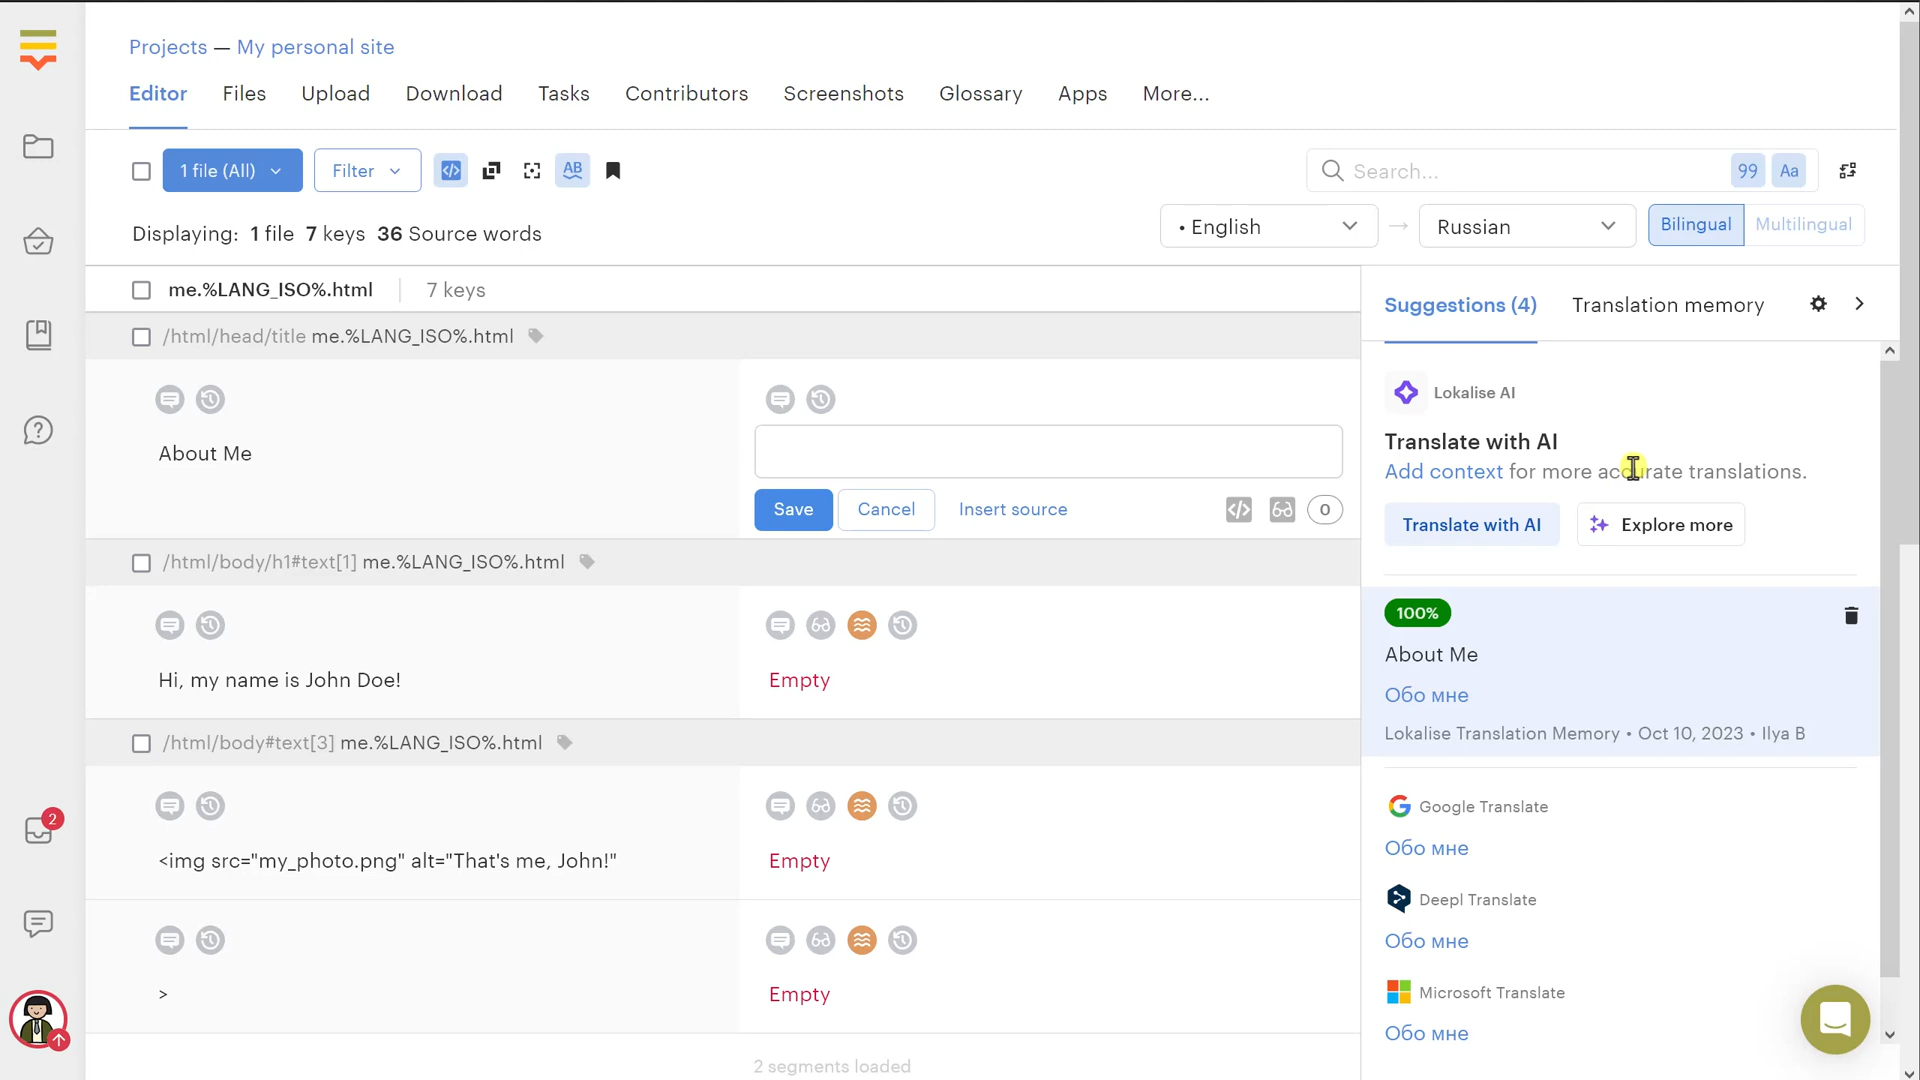 Projects — My personal site
Editor Files Upload Download Tasks Contributors Screenshots Glossary Apps More...
1 file (All) Filter AB Search... 99 Aa
Displaying: 1 file 7 keys 36 Source words
• English → Russian Bilingual Multilingual
me.%LANG_ISO%.html 7 keys
Suggestions (4) Translation memory
/html/head/title me.%LANG_ISO%.html
Lokalise AI
About Me
Translate with AI
Add context for more accurate translations.
Save Cancel Insert source 0
Translate with AI Explore more
/html/body/h1#text[1] me.%LANG_ISO%.html
100%
About Me
Обо мне
Lokalise Translation Memory • Oct 10, 2023 • Ilya B
Hi, my name is John Doe! Empty
/html/body#text[3] me.%LANG_ISO%.html
Google Translate
Обо мне
<img src="my_photo.png" alt="That's me, John!" Empty
Deepl Translate
Обо мне
> Empty
Microsoft Translate
Обо мне
2 segments loaded
2